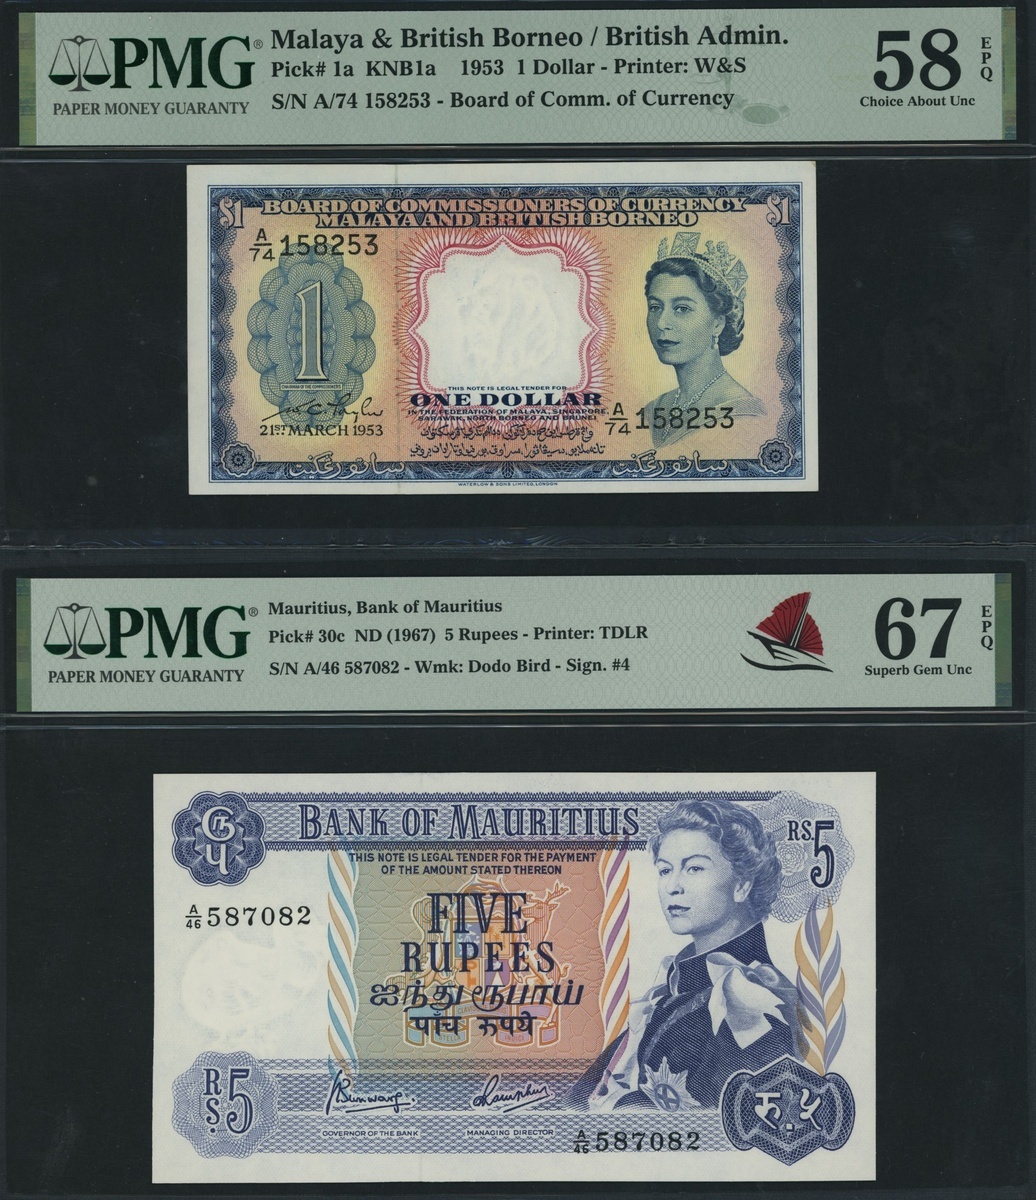 PMG®
PAPER MONEY GUARANTY
Malaya & British Borneo / British Admin.
Pick# 1a KNB1a 1953 1 Dollar - Printer: W&S
S/N A/74 158253 - Board of Comm. of Currency
58
EPQ
Choice About Unc
$1 BOARD OF COMMISSIONERS OF CURRENCY $1
MALAYA AND BRITISH BORNEO
A/74 158253
1
CHAIRMAN OF THE COMMISSIONERS
21ST MARCH 1953
THIS NOTE IS LEGAL TENDER FOR
ONE DOLLAR
IN THE FEDERATION OF MALAYA, SINGAPORE,
SARAWAK, NORTH BORNEO AND BRUNEI
A/74 158253
WATERLOW & SONS LIMITED, LONDON
PMG®
PAPER MONEY GUARANTY
Mauritius, Bank of Mauritius
Pick# 30c ND (1967) 5 Rupees - Printer: TDLR
S/N A/46 587082 - Wmk: Dodo Bird - Sign. #4
67
EPQ
Superb Gem Unc
BANK OF MAURITIUS
RS.5
THIS NOTE IS LEGAL TENDER FOR THE PAYMENT
OF THE AMOUNT STATED THEREON
A/46 587082
FIVE
RUPEES
ஐந்து ரூபாய்
पाँच रुपये
RS.5
रु.५
GOVERNOR OF THE BANK
MANAGING DIRECTOR
A/46 587082